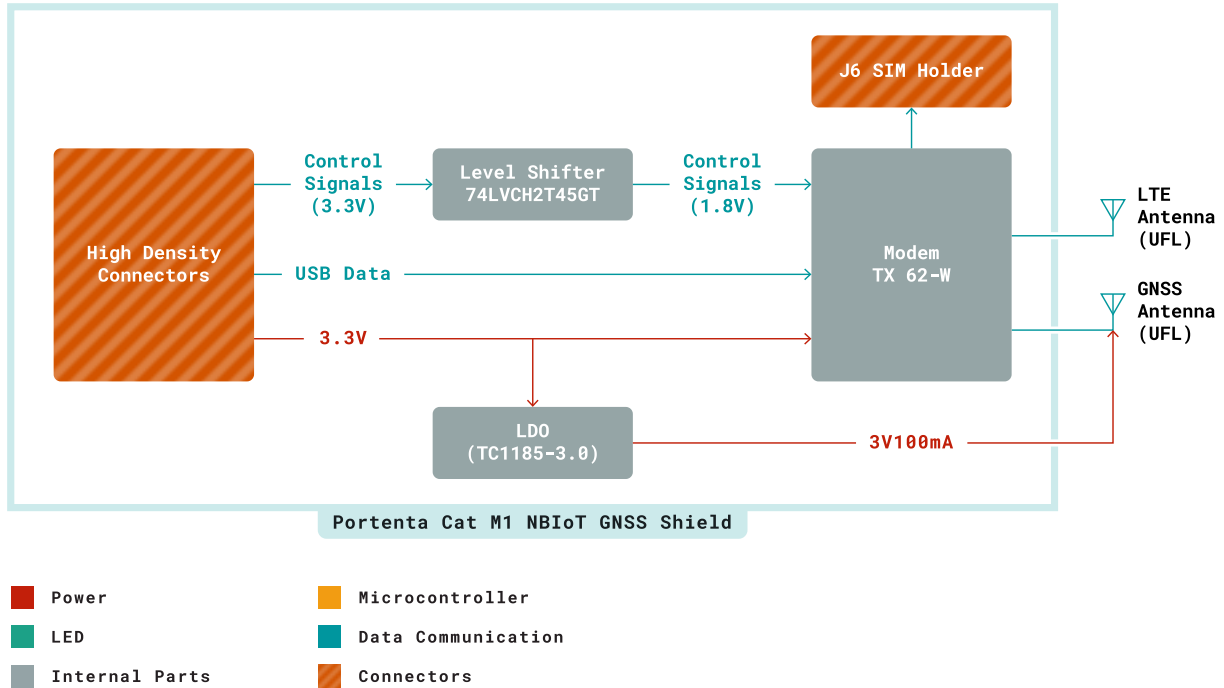 J6 SIM Holder
Control
Signals
(3.3V)
Level Shifter
74LVCH2T45GT
Control
Signals
(1.8V)
LTE
Antenna
(UFL)
High Density
Connectors
USB Data
Modem
TX 62-W
GNSS
Antenna
(UFL)
3.3V
LDO
(TC1185-3.0)
3V100mA
Portenta Cat M1 NBIoT GNSS Shield
Power
Microcontroller
LED
Data Communication
Internal Parts
Connectors